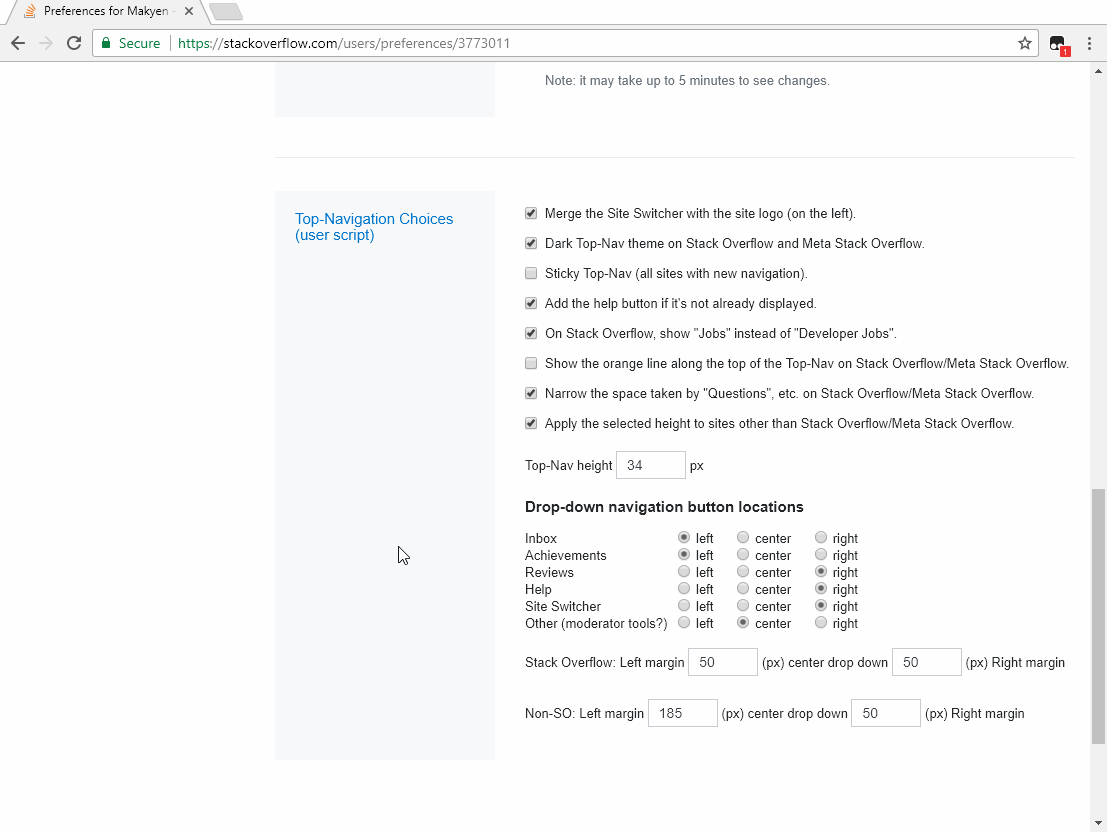 Preferences for Makyen -
Secure https://stackoverflow.com/users/preferences/3773011
1
Note: it may take up to 5 minutes to see changes.
Top-Navigation Choices
(user script)
Merge the Site Switcher with the site logo (on the left).
Dark Top-Nav theme on Stack Overflow and Meta Stack Overflow.
Sticky Top-Nav (all sites with new navigation).
Add the help button if it's not already displayed.
On Stack Overflow, show "Jobs" instead of "Developer Jobs".
Show the orange line along the top of the Top-Nav on Stack Overflow/Meta Stack Overflow.
Narrow the space taken by "Questions", etc. on Stack Overflow/Meta Stack Overflow.
Apply the selected height to sites other than Stack Overflow/Meta Stack Overflow.
Top-Nav height 34 px
Drop-down navigation button locations
Inbox left center right
Achievements left center right
Reviews left center right
Help left center right
Site Switcher left center right
Other (moderator tools?) left center right
Stack Overflow: Left margin 50 (px) center drop down 50 (px) Right margin
Non-SO: Left margin 185 (px) center drop down 50 (px) Right margin